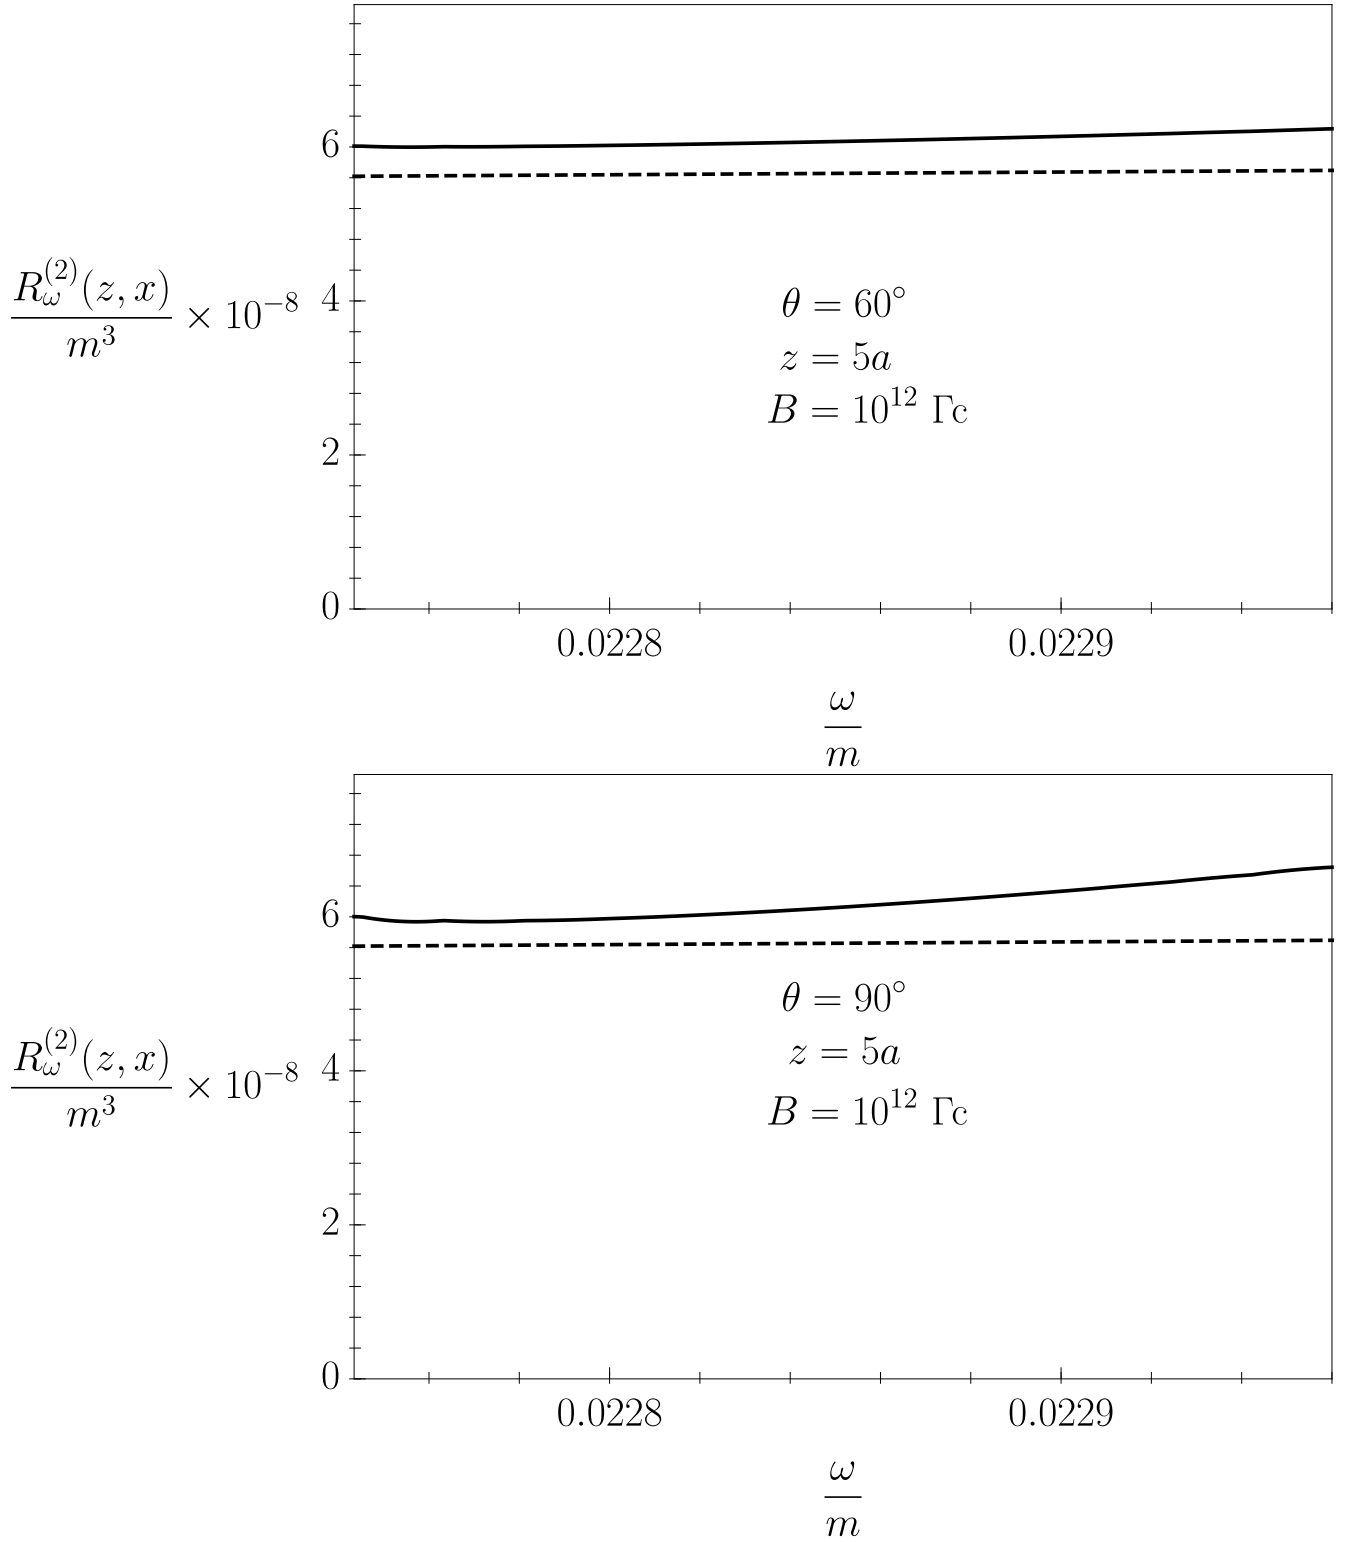 6
R_ω^{(2)}(z, x)/m^3 × 10^{−8} 4
θ = 60°
z = 5a
B = 10^{12} Гс
2
0
0.0228 0.0229
ω/m
6
θ = 90°
R_ω^{(2)}(z, x)/m^3 × 10^{−8} 4
z = 5a
B = 10^{12} Гс
2
0
0.0228 0.0229
ω/m